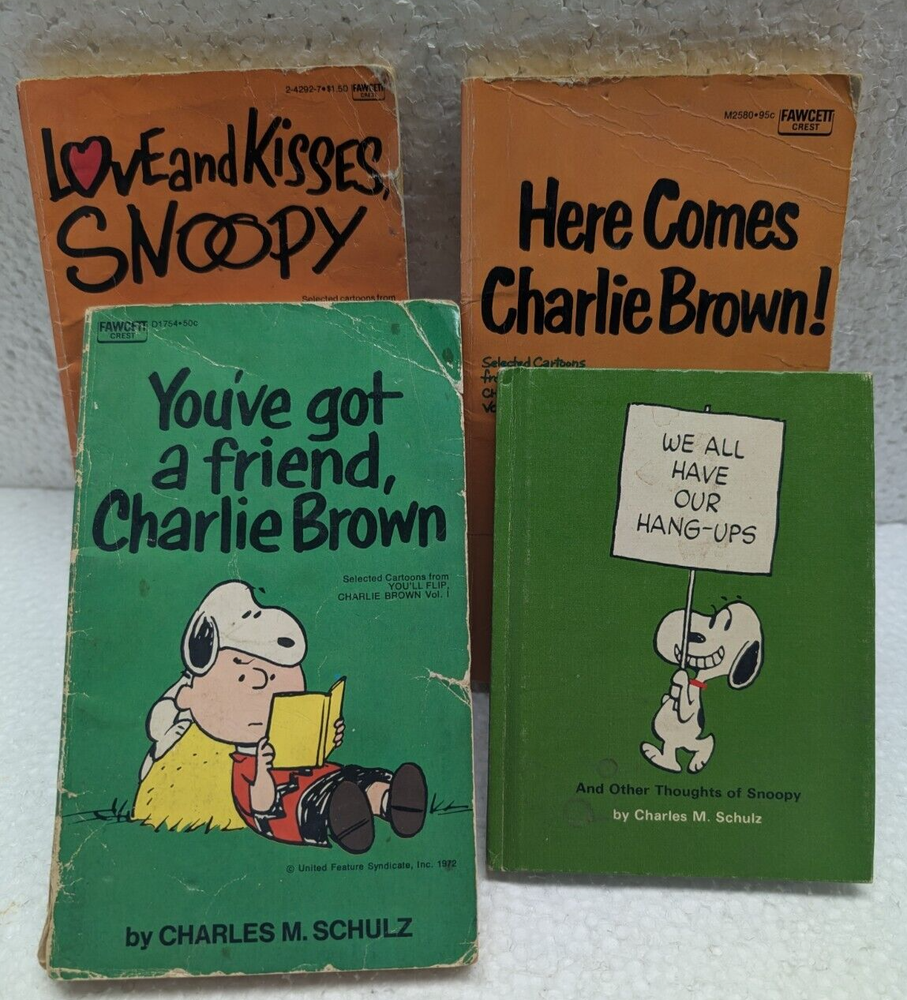 2-4292-7•$1.50 FAWCETT
CREST
LOVE and KISSES,
SNOOPY
Selected cartoons from
M2580•95c FAWCETT
CREST
Here Comes
Charlie Brown!
Selected Cartoons
FAWCETT D1754•50c
CREST
You've got
a friend,
Charlie Brown
Selected Cartoons from
YOU'LL FLIP,
CHARLIE BROWN Vol. I
© United Feature Syndicate, Inc. 1972
by CHARLES M. SCHULZ
WE ALL
HAVE
OUR
HANG-UPS
And Other Thoughts of Snoopy
by Charles M. Schulz